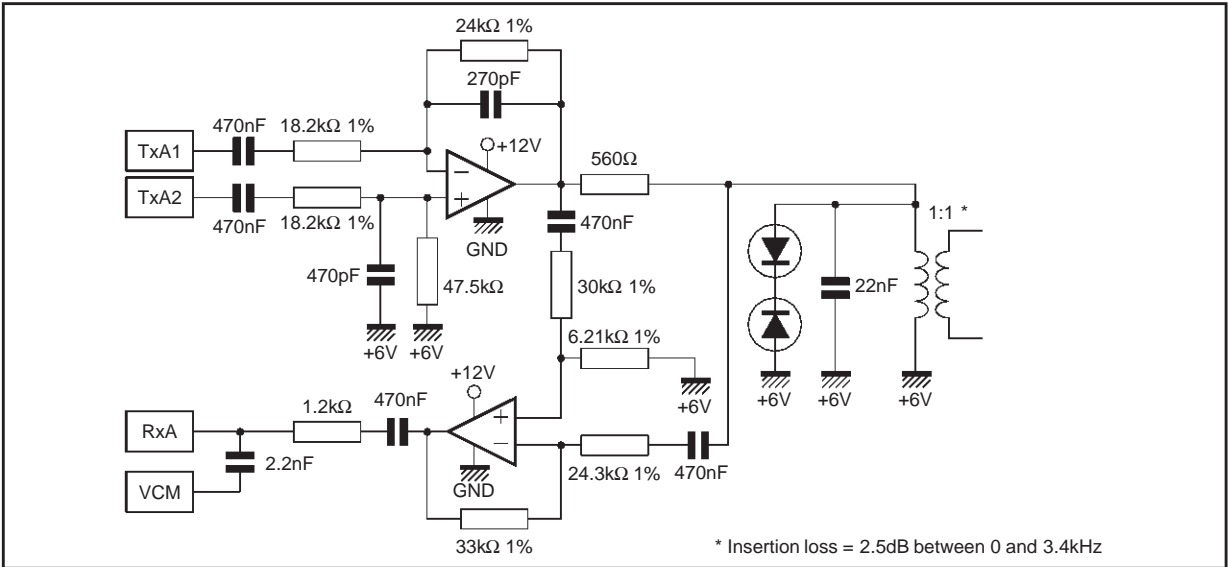 24kΩ 1%
270pF
470nF
18.2kΩ 1%
TxA1
+12V
560Ω
TxA2
1:1 *
470nF
18.2kΩ 1%
GND
470nF
470pF
47.5kΩ
30kΩ 1%
22nF
6.21kΩ 1%
+6V
+6V
+12V
+6V
+6V
+6V
+6V
470nF
1.2kΩ
RxA
2.2nF
24.3kΩ 1%
470nF
VCM
GND
33kΩ 1%
* Insertion loss = 2.5dB between 0 and 3.4kHz